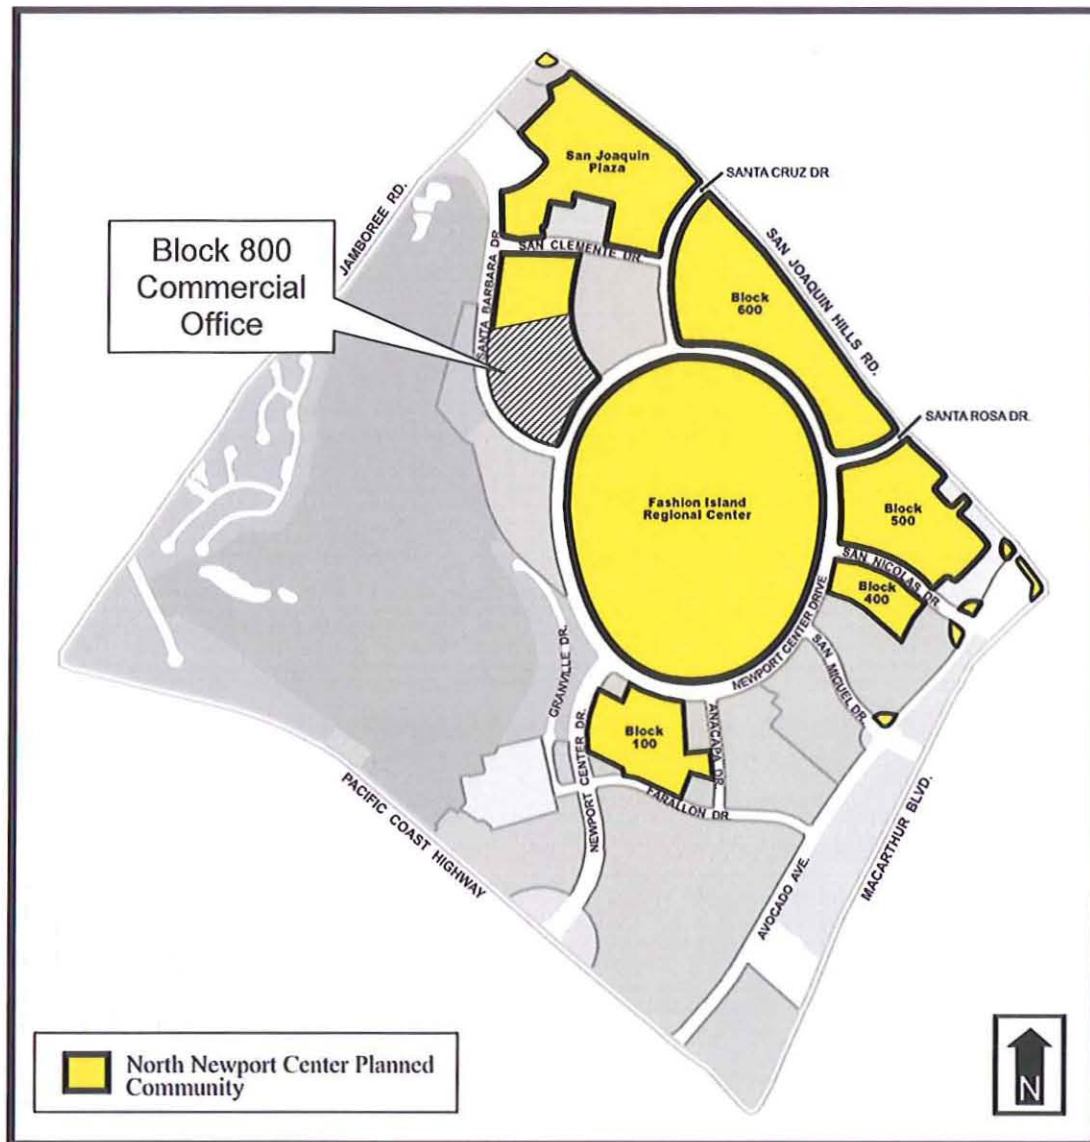 San Joaquin
Plaza
SANTA CRUZ DR
JAMBOREE RD.
SAN JOAQUIN HILLS RD.
Block 800
Commercial
Office
SANTA BARBARA DR
SAN CLEMENTE DR.
Block
600
SANTA ROSA DR.
Fashion Island
Regional Center
Block
500
SAN NICOLAS DR.
Block
400
NEWPORT CENTER DRIVE
SAN MIGUEL DR.
GRANVILLE DR.
Block
100
ANACAPA DR.
NEWPORT CENTER DR.
FARALLON DR.
PACIFIC COAST HIGHWAY
AVOCADO AVE.
MACARTHUR BLVD.
North Newport Center Planned
Community
N